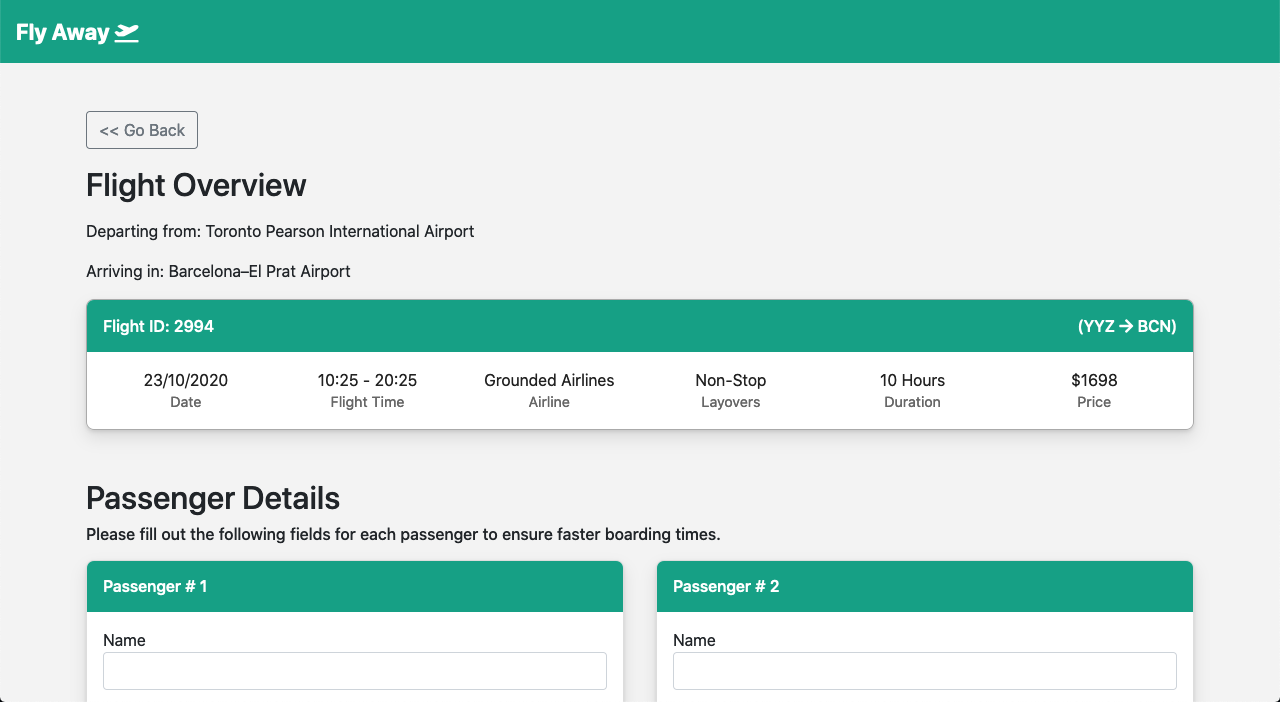 Fly Away
<< Go Back
Flight Overview
Departing from: Toronto Pearson International Airport
Arriving in: Barcelona–El Prat Airport
Flight ID: 2994 (YYZ → BCN)
23/10/2020 10:25 - 20:25 Grounded Airlines Non-Stop 10 Hours $1698
Date Flight Time Airline Layovers Duration Price
Passenger Details
Please fill out the following fields for each passenger to ensure faster boarding times.
Passenger # 1 Passenger # 2
Name Name